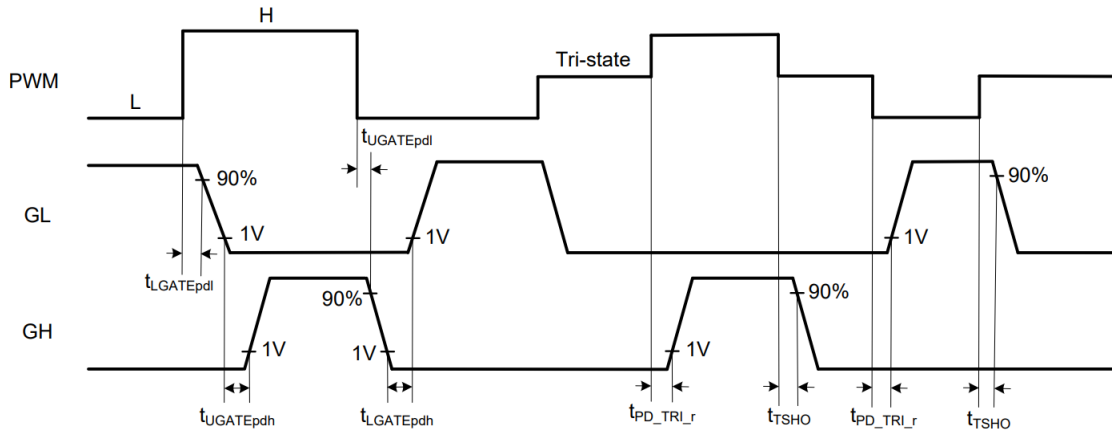 H
Tri-state
PWM
L
tUGATEpdl
90%
90%
GL
1V
1V
1V
tLGATEpdl
90%
90%
GH
1V
1V
1V
tUGATEpdh
tLGATEpdh
tPD_TRI_r
tTSHO
tPD_TRI_r
tTSHO